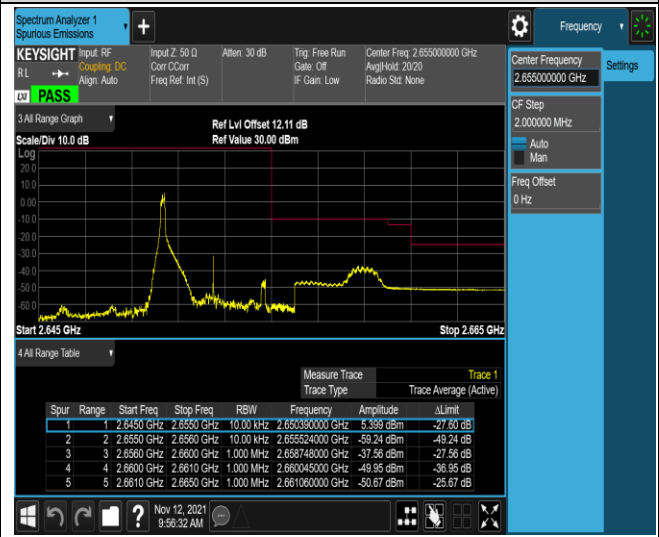 Spectrum Analyzer 1
Spurious Emissions
Frequency
KEYSIGHT Input: RF Input Z: 50 Ω Atten: 30 dB Trig: Free Run Center Freq: 2.655000000 GHz
R L Coupling: DC Corr CCorr Gate: Off Avg|Hold: 20/20
Align: Auto Freq Ref: Int (S) IF Gain: Low Radio Std: None
LXI PASS
Center Frequency
2.655000000 GHz
Settings
CF Step
2.000000 MHz
Auto
Man
Freq Offset
0 Hz
3 All Range Graph
Ref Lvl Offset 12.11 dB
Scale/Div 10.0 dB Ref Value 30.00 dBm
Log
20.0
10.0
0.00
-10.0
-20.0
-30.0
-40.0
-50.0
-60.0
Start 2.645 GHz Stop 2.665 GHz
4 All Range Table
Measure Trace Trace 1
Trace Type Trace Average (Active)
Spur Range Start Freq Stop Freq RBW Frequency Amplitude ΔLimit
1 1 2.6450 GHz 2.6550 GHz 10.00 kHz 2.650390000 GHz 5.399 dBm -27.60 dB
2 2 2.6550 GHz 2.6560 GHz 10.00 kHz 2.655524000 GHz -59.24 dBm -49.24 dB
3 3 2.6560 GHz 2.6600 GHz 1.000 MHz 2.658748000 GHz -37.56 dBm -27.56 dB
4 4 2.6600 GHz 2.6610 GHz 1.000 MHz 2.660045000 GHz -49.95 dBm -36.95 dB
5 5 2.6610 GHz 2.6650 GHz 1.000 MHz 2.661060000 GHz -50.67 dBm -25.67 dB
Nov 12, 2021
9:56:32 AM